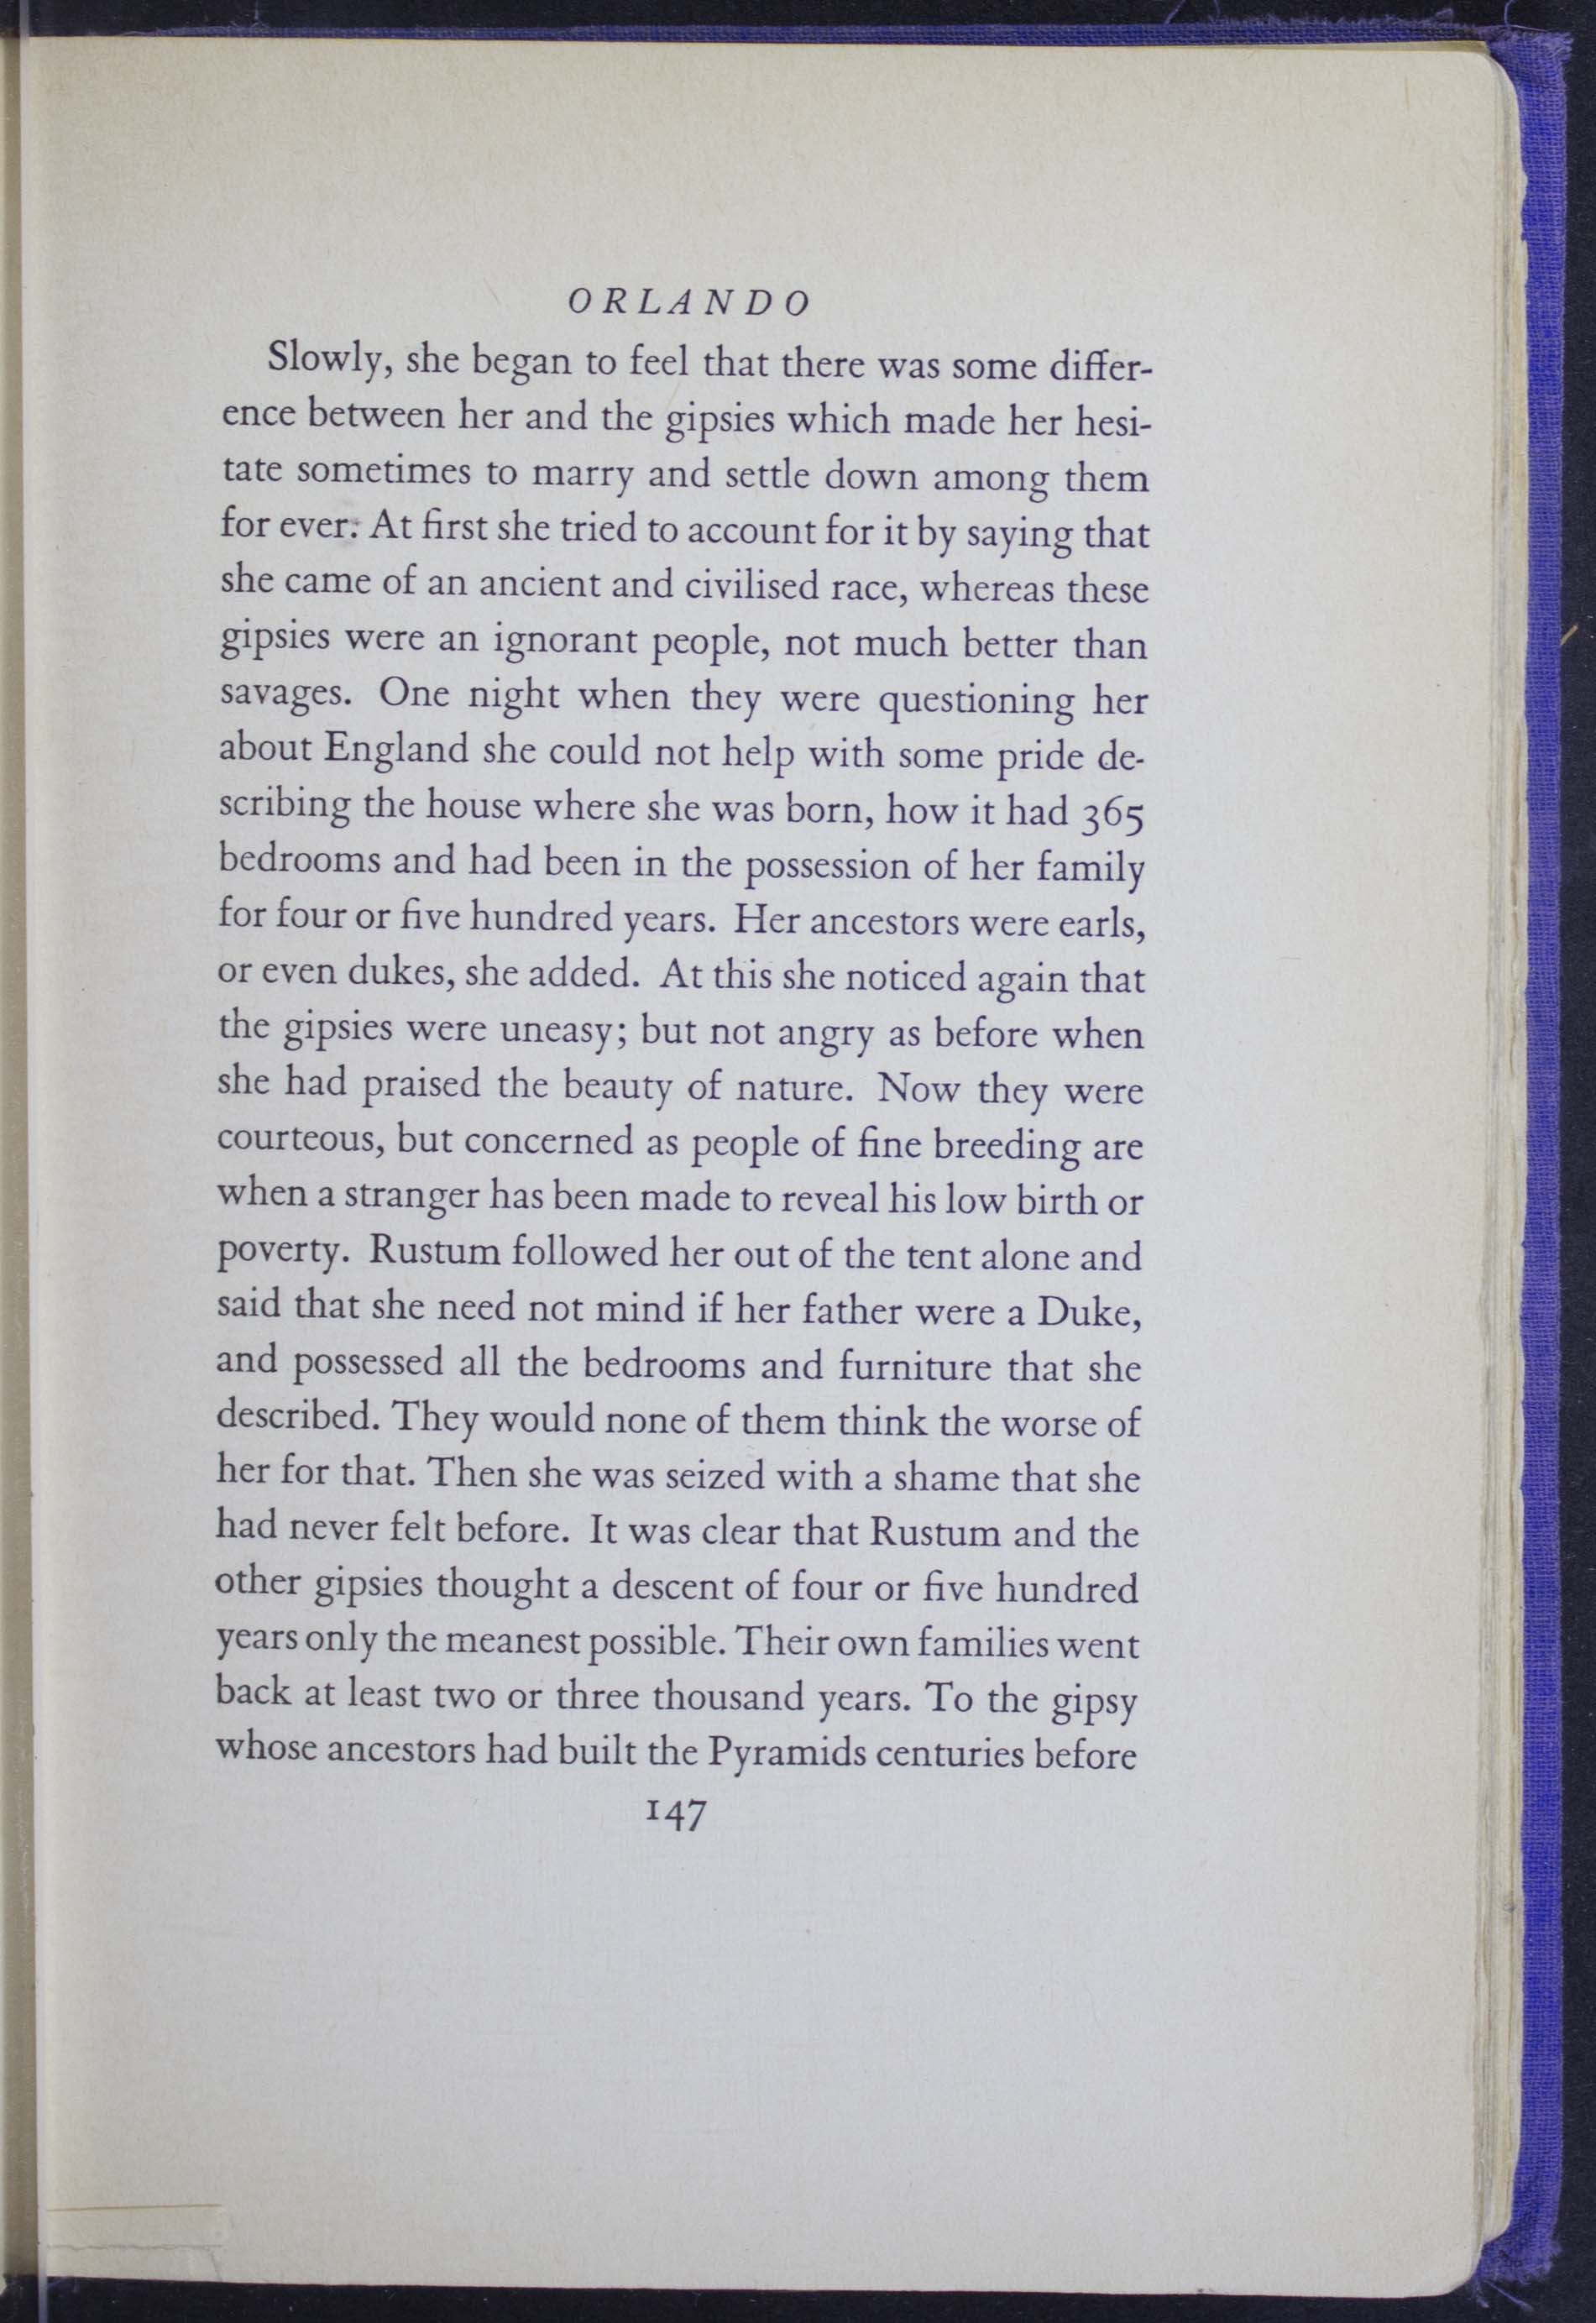 ORLANDO
Slowly, she began to feel that there was some differ-
ence between her and the gipsies which made her hesi-
tate sometimes to marry and settle down among them
for ever. At first she tried to account for it by saying that
she came of an ancient and civilised race, whereas these
gipsies were an ignorant people, not much better than
savages. One night when they were questioning her
about England she could not help with some pride de-
scribing the house where she was born, how it had 365
bedrooms and had been in the possession of her family
for four or five hundred years. Her ancestors were earls,
or even dukes, she added. At this she noticed again that
the gipsies were uneasy; but not angry as before when
she had praised the beauty of nature. Now they were
courteous, but concerned as people of fine breeding are
when a stranger has been made to reveal his low birth or
poverty. Rustum followed her out of the tent alone and
said that she need not mind if her father were a Duke,
and possessed all the bedrooms and furniture that she
described. They would none of them think the worse of
her for that. Then she was seized with a shame that she
had never felt before. It was clear that Rustum and the
other gipsies thought a descent of four or five hundred
years only the meanest possible. Their own families went
back at least two or three thousand years. To the gipsy
whose ancestors had built the Pyramids centuries before
147